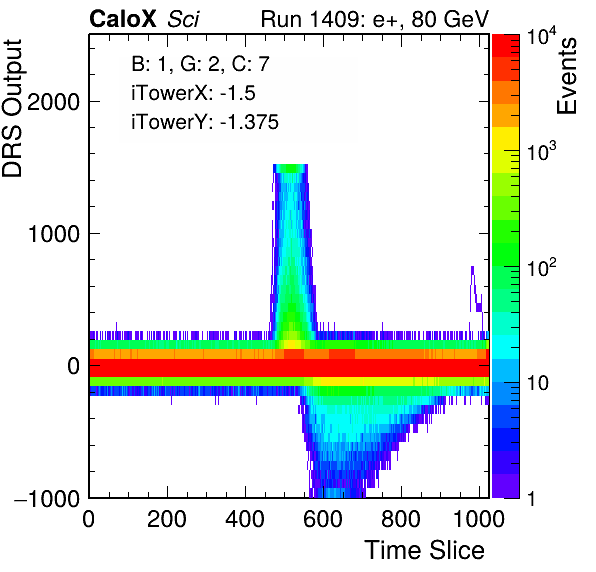 CaloX Sci Run 1409: e+, 80 GeV
B: 1, G: 2, C: 7
iTowerX: -1.5
iTowerY: -1.375
DRS Output
2000
1000
0
−1000
0 200 400 600 800 1000
Time Slice
Events
10^4
10^3
10^2
10
1